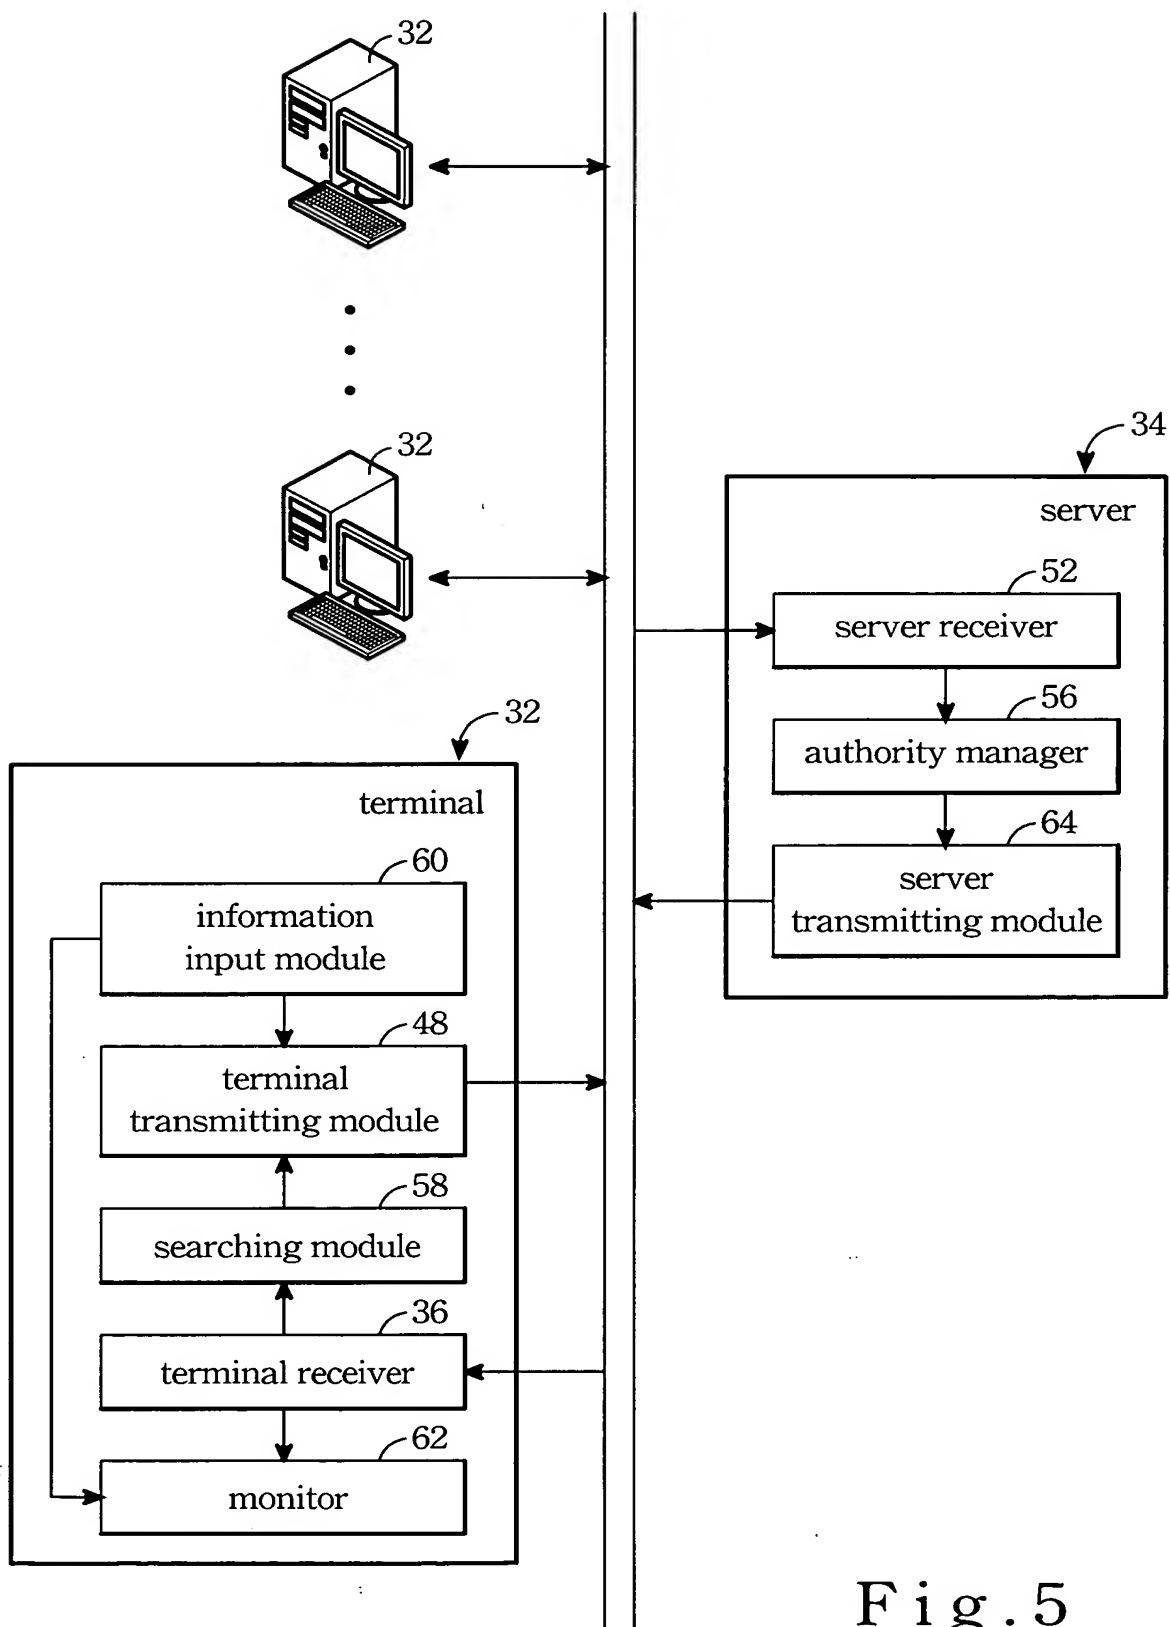 32
32
34
server
52
server receiver
56
authority manager
64
server
transmitting module
32
terminal
60
information
input module
48
terminal
transmitting module
58
searching module
36
terminal receiver
62
monitor
Fig.5